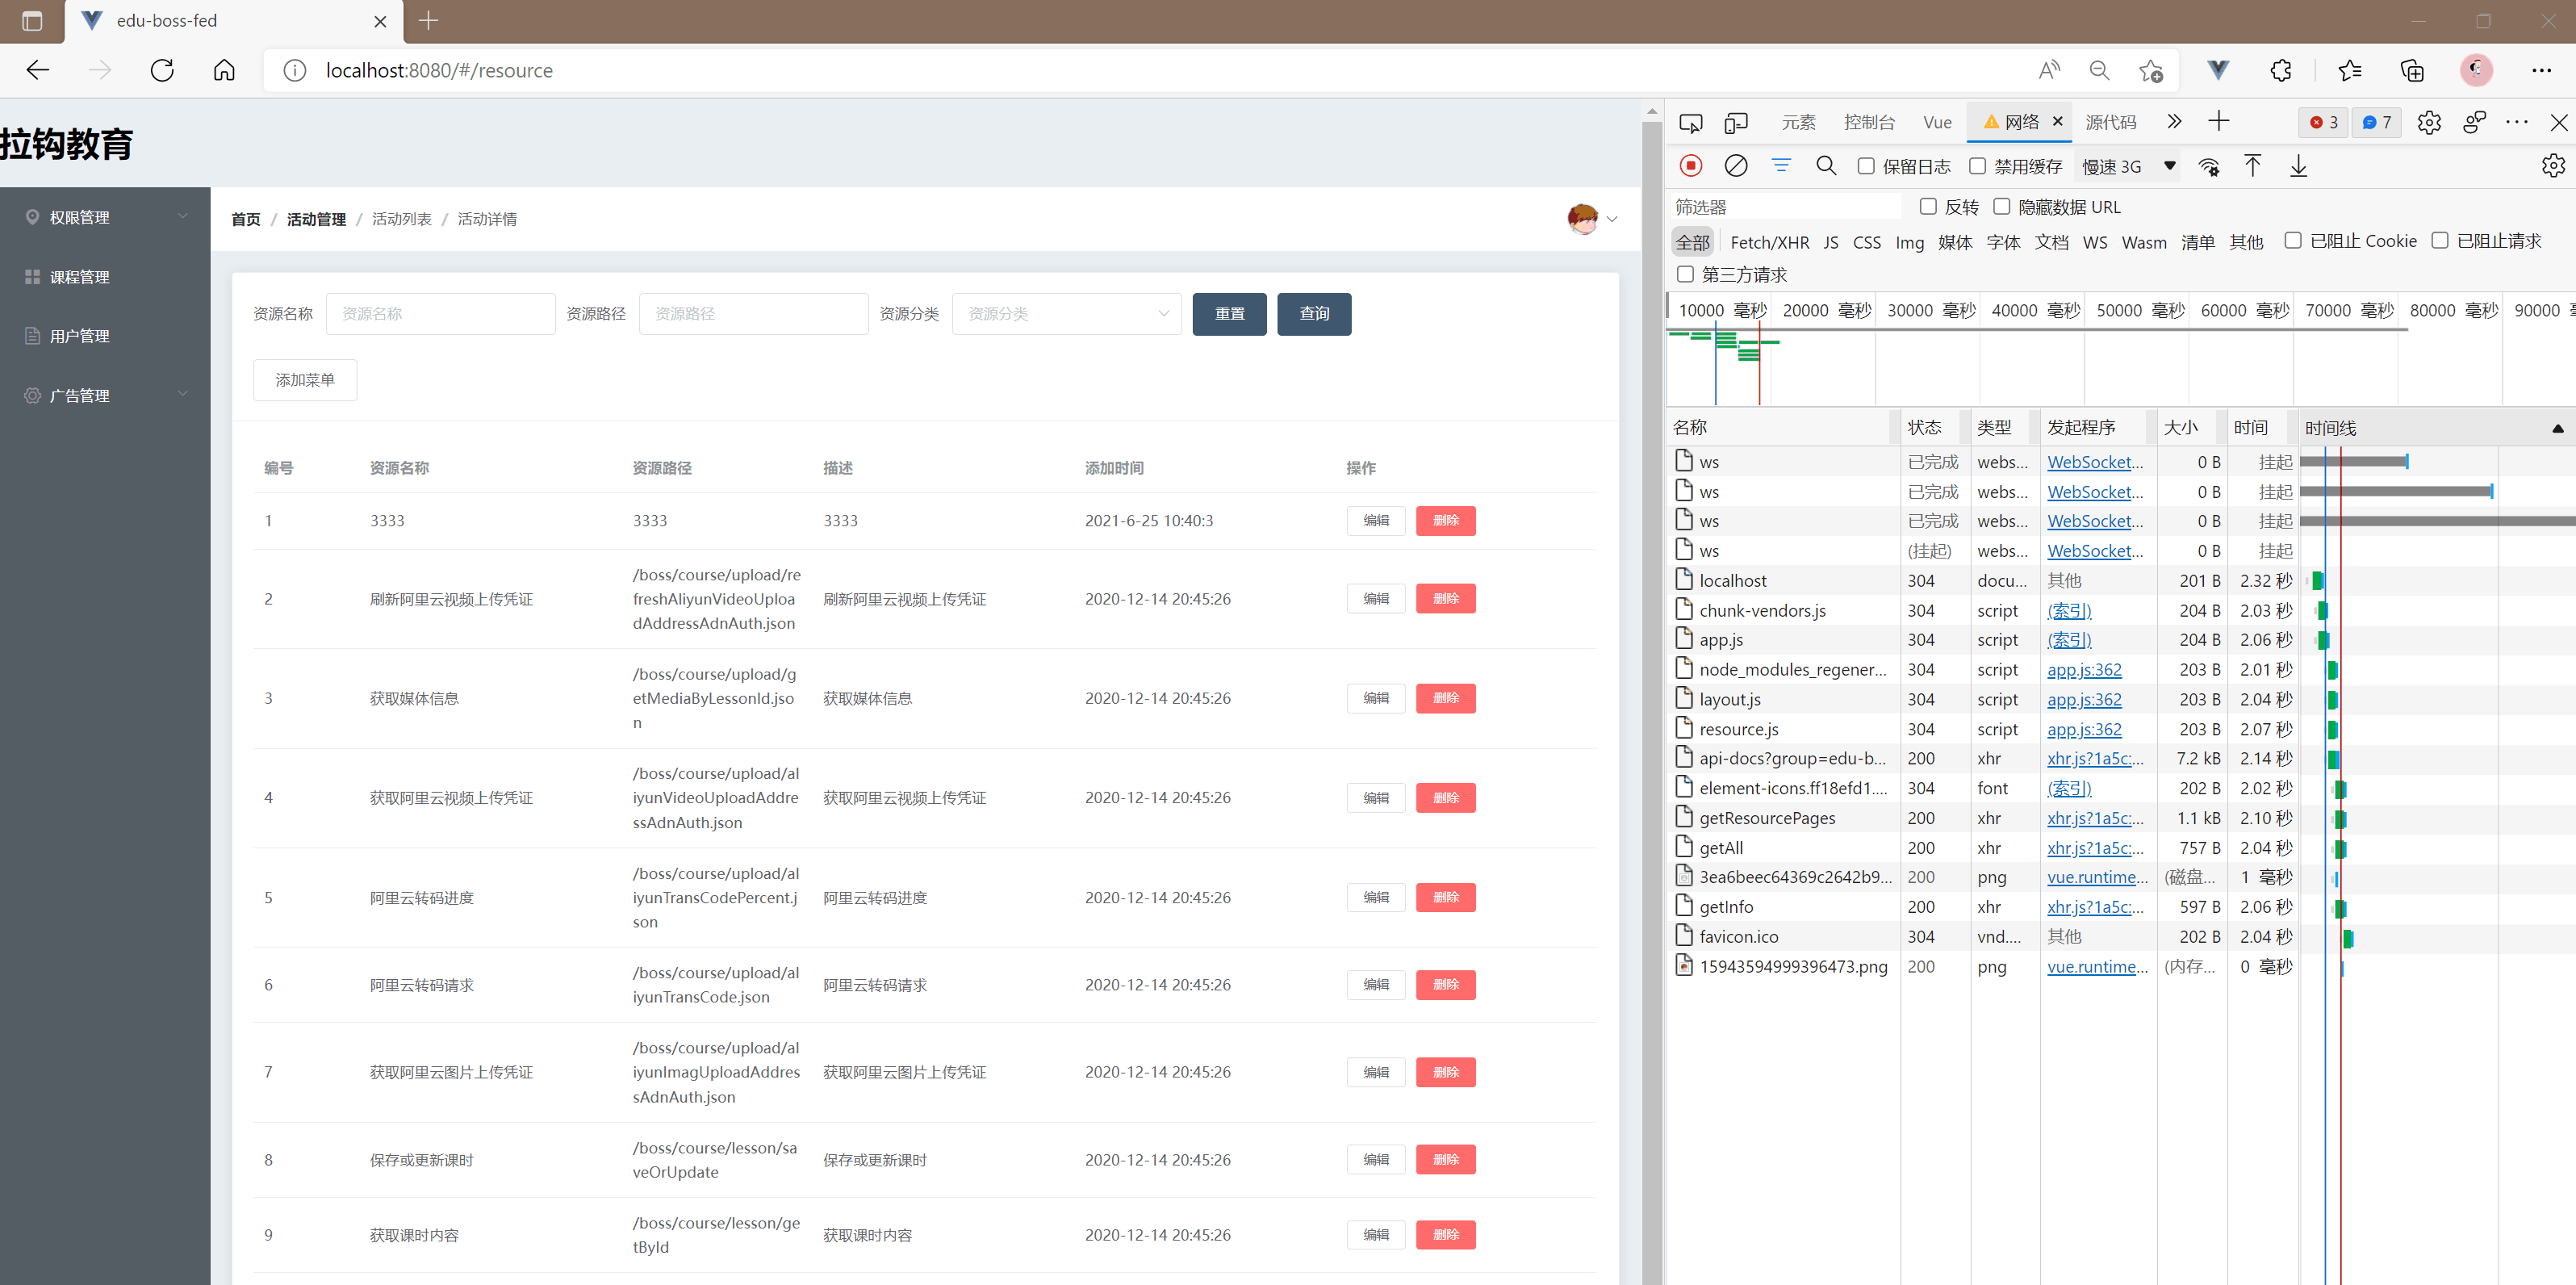 edu-boss-fed
localhost:8080/#/resource
拉钩教育
权限管理
课程管理
用户管理
广告管理
首页 / 活动管理 / 活动列表 / 活动详情
资源名称 资源名称 资源路径 资源路径 资源分类 资源分类 重置 查询
添加菜单
编号 资源名称 资源路径 描述 添加时间 操作
1 3333 3333 3333 2021-6-25 10:40:3 编辑 删除
2 刷新阿里云视频上传凭证 /boss/course/upload/re
freshAliyunVideoUploa
dAddressAdnAuth.json 刷新阿里云视频上传凭证 2020-12-14 20:45:26 编辑 删除
3 获取媒体信息 /boss/course/upload/g
etMediaByLessonId.jso
n 获取媒体信息 2020-12-14 20:45:26 编辑 删除
4 获取阿里云视频上传凭证 /boss/course/upload/al
iyunVideoUploadAddre
ssAdnAuth.json 获取阿里云视频上传凭证 2020-12-14 20:45:26 编辑 删除
5 阿里云转码进度 /boss/course/upload/al
iyunTransCodePercent.j
son 阿里云转码进度 2020-12-14 20:45:26 编辑 删除
6 阿里云转码请求 /boss/course/upload/al
iyunTransCode.json 阿里云转码请求 2020-12-14 20:45:26 编辑 删除
7 获取阿里云图片上传凭证 /boss/course/upload/al
iyunImagUploadAddres
sAdnAuth.json 获取阿里云图片上传凭证 2020-12-14 20:45:26 编辑 删除
8 保存或更新课时 /boss/course/lesson/sa
veOrUpdate 保存或更新课时 2020-12-14 20:45:26 编辑 删除
9 获取课时内容 /boss/course/lesson/ge
tById 获取课时内容 2020-12-14 20:45:26 编辑 删除
元素 控制台 Vue 网络 源代码 3 7
保留日志 禁用缓存 慢速 3G
筛选器 反转 隐藏数据 URL
全部 Fetch/XHR JS CSS Img 媒体 字体 文档 WS Wasm 清单 其他 已阻止 Cookie 已阻止请求
第三方请求
10000 毫秒 20000 毫秒 30000 毫秒 40000 毫秒 50000 毫秒 60000 毫秒 70000 毫秒 80000 毫秒 90000
名称 状态 类型 发起程序 大小 时间 时间线
ws 已完成 webs... WebSocket... 0 B 挂起
ws 已完成 webs... WebSocket... 0 B 挂起
ws 已完成 webs... WebSocket... 0 B 挂起
ws (挂起) webs... WebSocket... 0 B 挂起
localhost 304 docu... 其他 201 B 2.32 秒
chunk-vendors.js 304 script (索引) 204 B 2.03 秒
app.js 304 script (索引) 204 B 2.06 秒
node_modules_regener... 304 script app.js:362 203 B 2.01 秒
layout.js 304 script app.js:362 203 B 2.04 秒
resource.js 304 script app.js:362 203 B 2.07 秒
api-docs?group=edu-b... 200 xhr xhr.js?1a5c:... 7.2 kB 2.14 秒
element-icons.ff18efd1.... 304 font (索引) 202 B 2.02 秒
getResourcePages 200 xhr xhr.js?1a5c:... 1.1 kB 2.10 秒
getAll 200 xhr xhr.js?1a5c:... 757 B 2.04 秒
3ea6beec64369c2642b9... 200 png vue.runtime... (磁盘... 1 毫秒
getInfo 200 xhr xhr.js?1a5c:... 597 B 2.06 秒
favicon.ico 304 vnd.... 其他 202 B 2.04 秒
15943594999396473.png 200 png vue.runtime... (内存... 0 毫秒